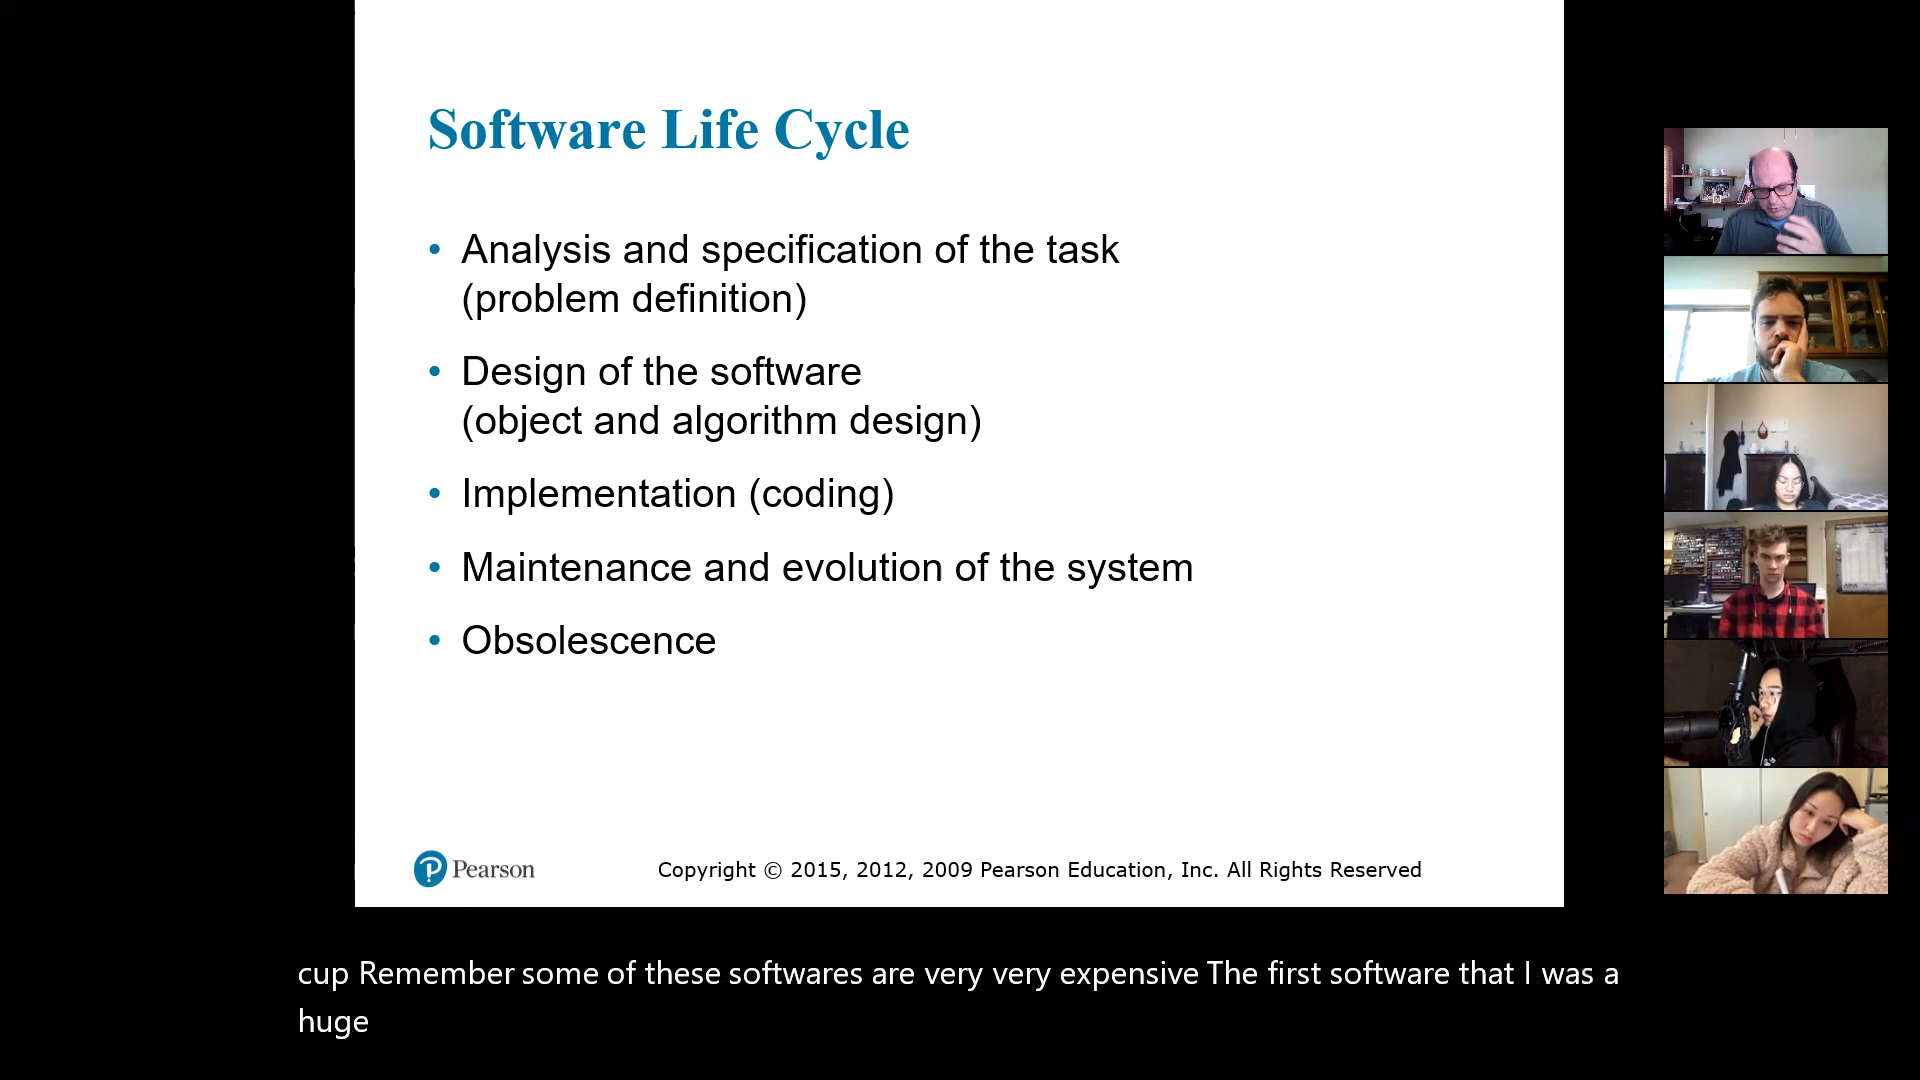 Software Life Cycle
• Analysis and specification of the task
(problem definition)
• Design of the software
(object and algorithm design)
• Implementation (coding)
• Maintenance and evolution of the system
• Obsolescence
Pearson
Copyright © 2015, 2012, 2009 Pearson Education, Inc. All Rights Reserved
cup Remember some of these softwares are very very expensive The first software that I was a
huge